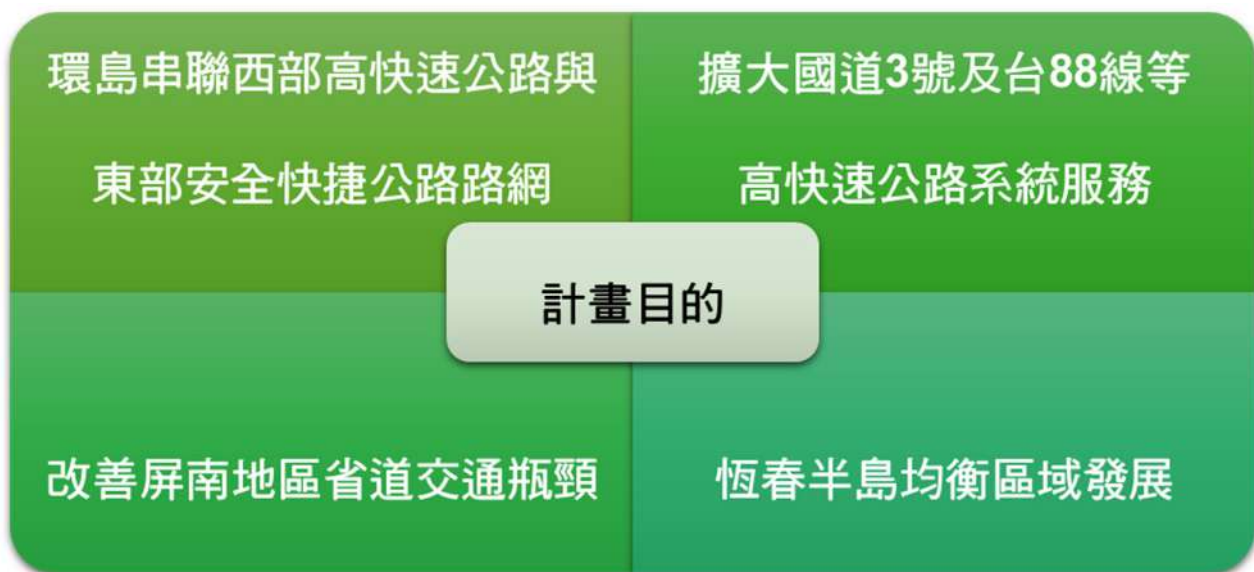 環島串聯西部高快速公路與
東部安全快捷公路路網
擴大國道3號及台88線等
高快速公路系統服務
計畫目的
改善屏南地區省道交通瓶頸
恆春半島均衡區域發展